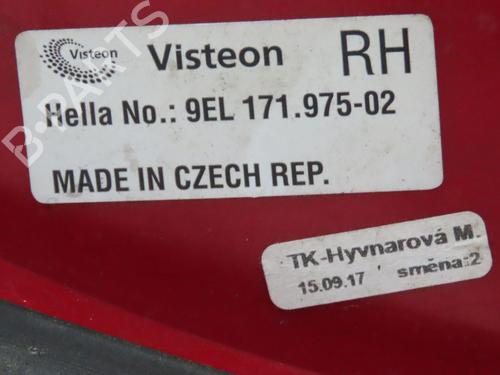 Visteon Visteon RH
Hella No.: 9EL 171.975-02
MADE IN CZECH REP.
TK-Hyvnarová M.
15.09.17 směna:2
B-PARTS